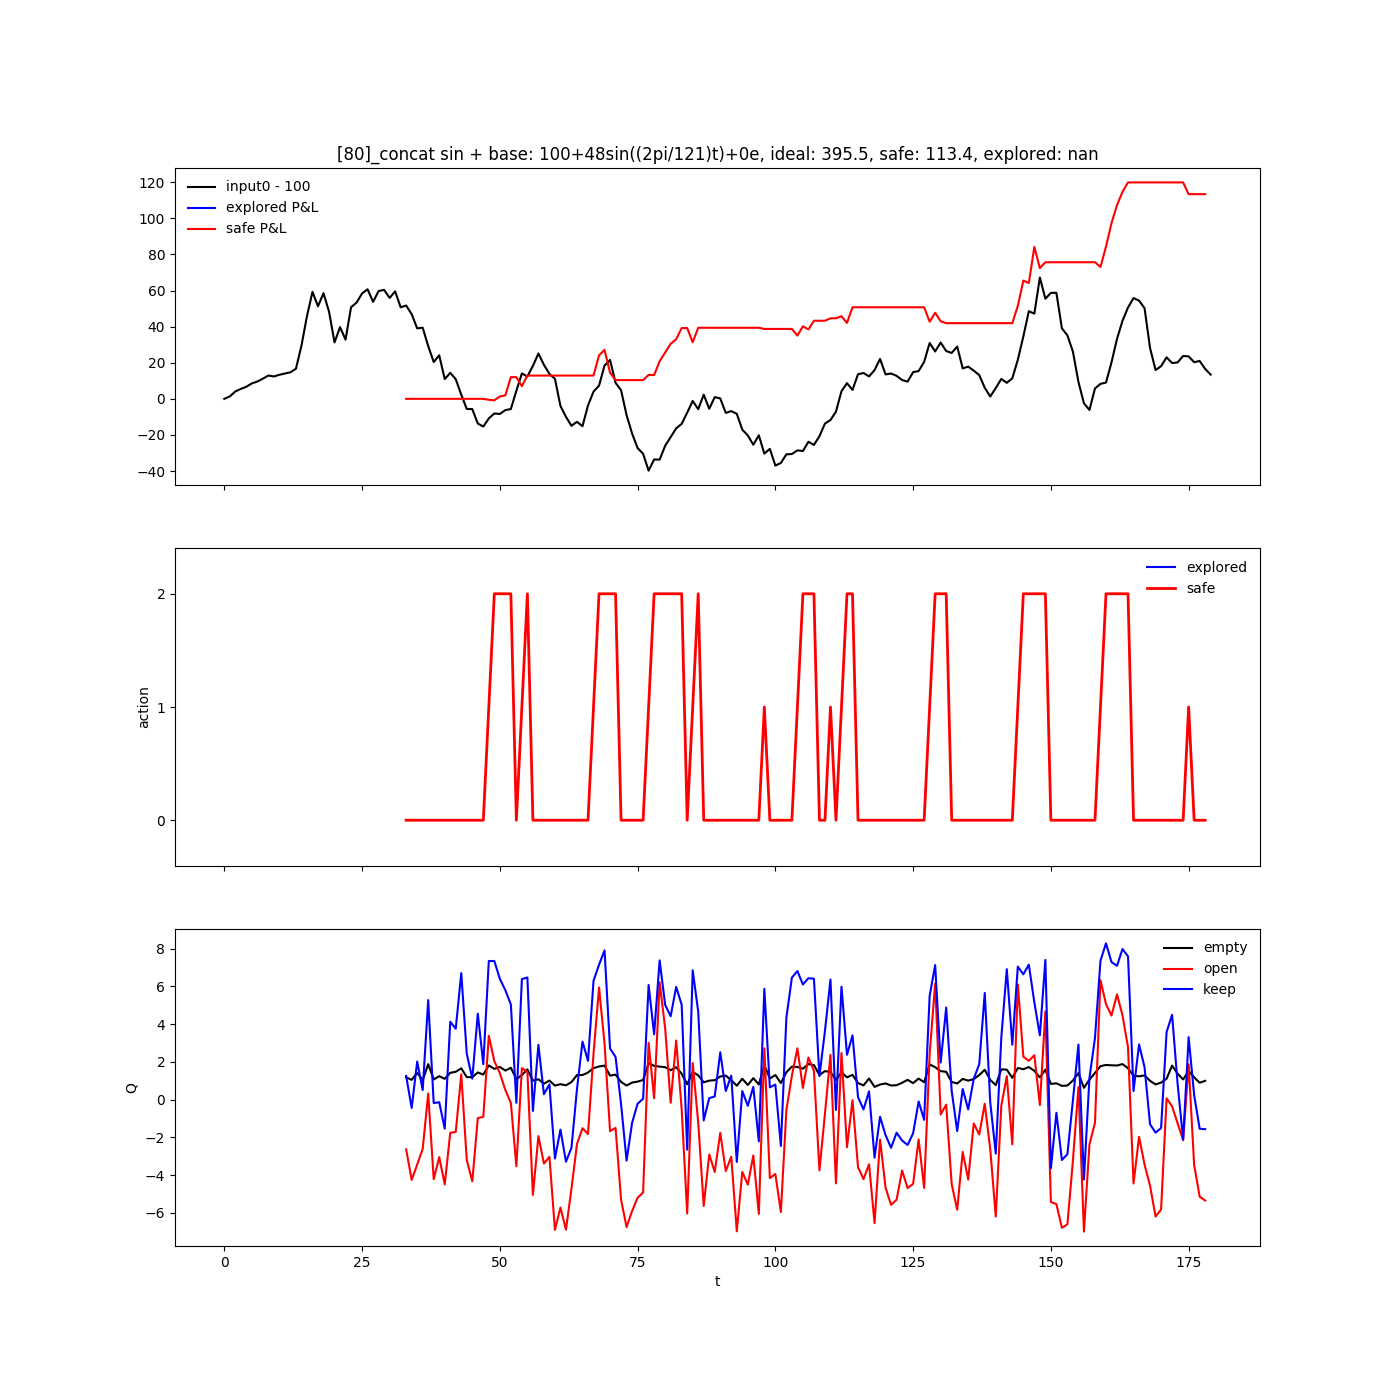 [80]_concat sin + base: 100+48sin((2pi/121)t)+0e, ideal: 395.5, safe: 113.4, explored: nan
input0 - 100
explored P&L
safe P&L
120
100
80
60
40
20
0
−20
−40
explored
safe
2
1
0
action
empty
open
keep
8
6
4
2
0
−2
−4
−6
Q
0 25 50 75 100 125 150 175
t